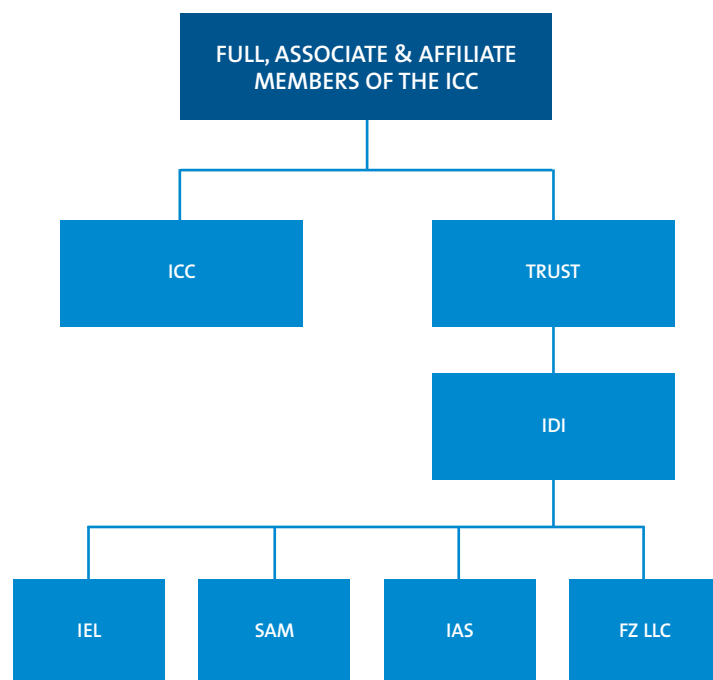 FULL, ASSOCIATE & AFFILIATE
MEMBERS OF THE ICC
ICC
TRUST
IDI
IEL
SAM
IAS
FZ LLC